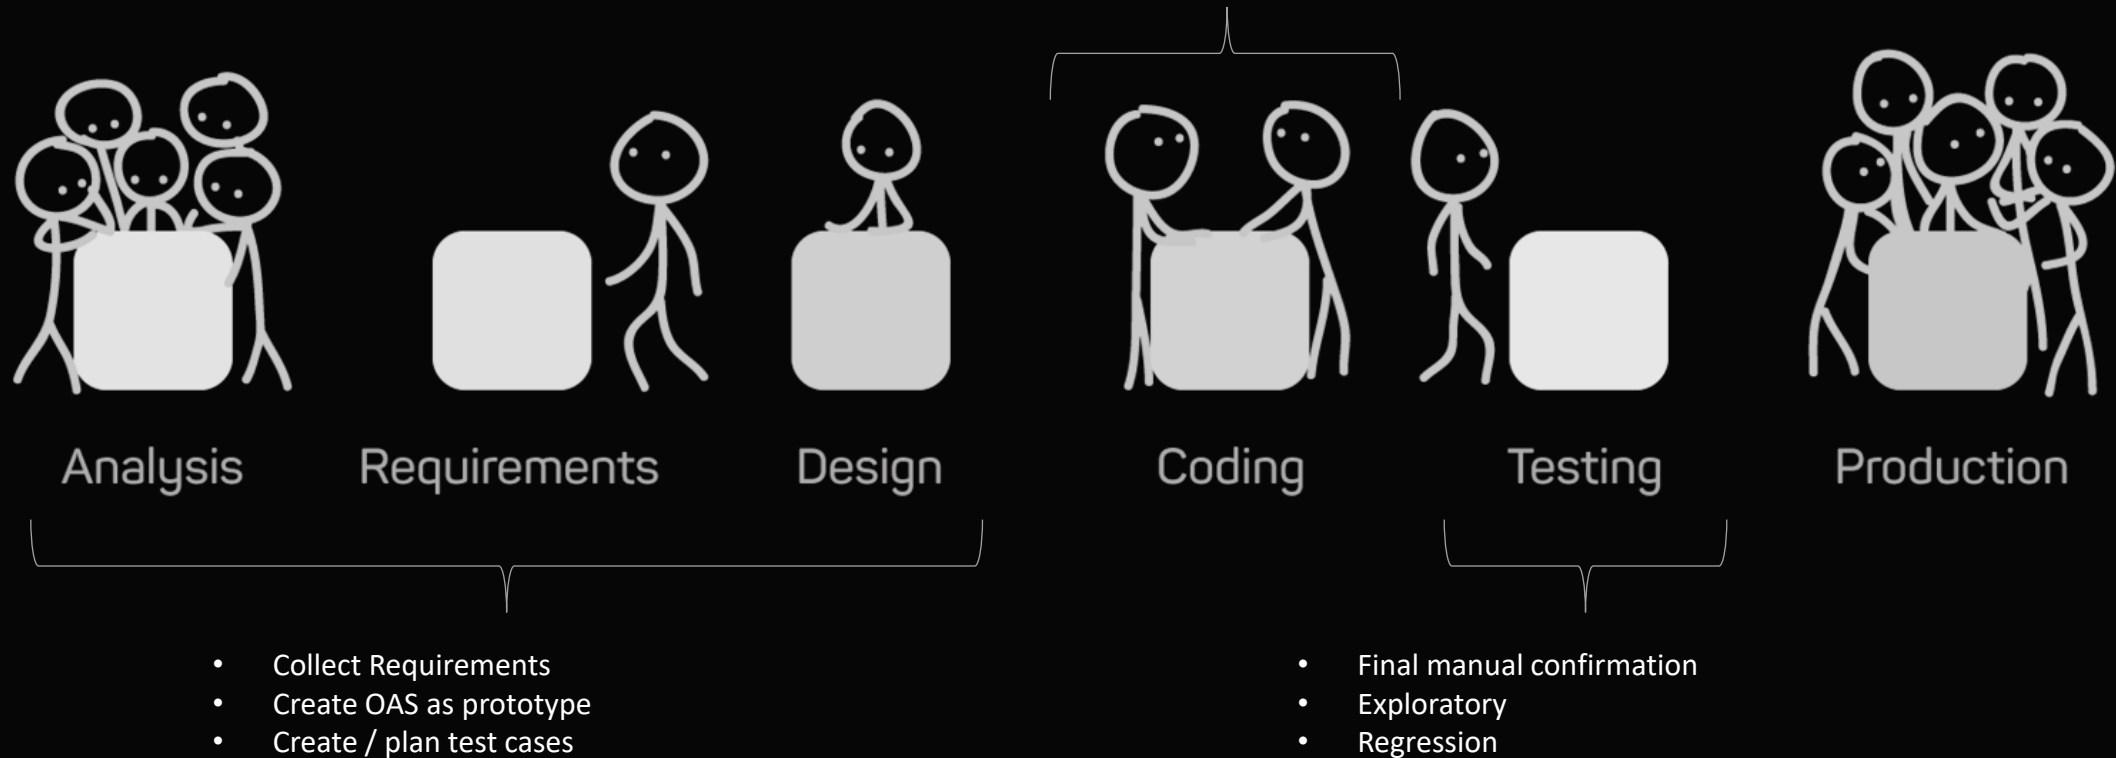 Analysis
Requirements
Design
Coding
Testing
Production
• Collect Requirements
• Create OAS as prototype
• Create / plan test cases
• Final manual confirmation
• Exploratory
• Regression